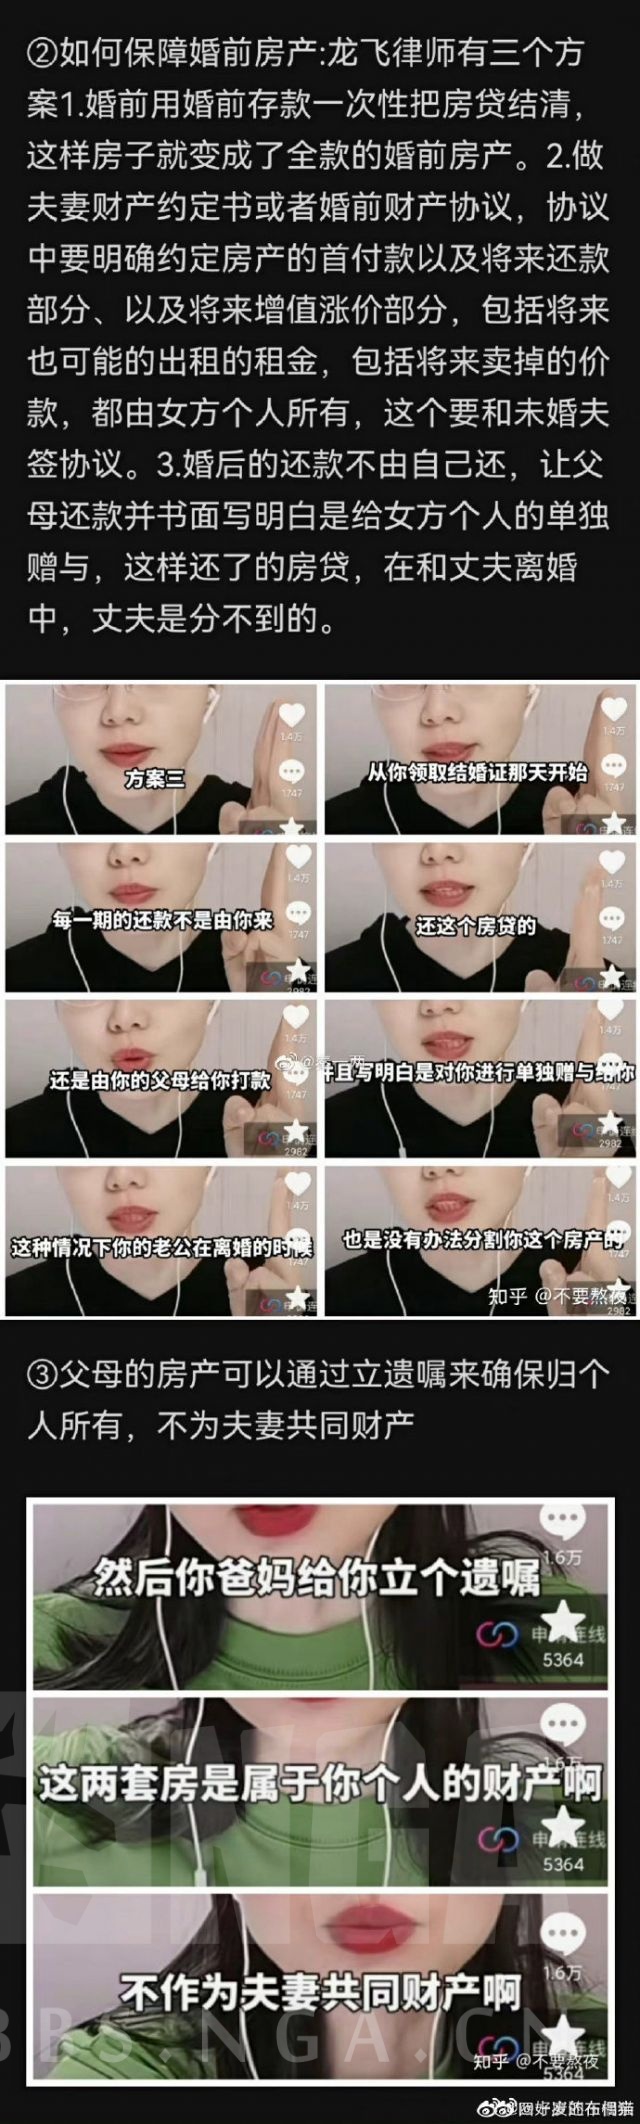 ②如何保障婚前房产:龙飞律师有三个方
案1.婚前用婚前存款一次性把房贷结清，
这样房子就变成了全款的婚前房产。2.做
夫妻财产约定书或者婚前财产协议，协议
中要明确约定房产的首付款以及将来还款
部分、以及将来增值涨价部分，包括将来
也可能的出租的租金，包括将来卖掉的价
款，都由女方个人所有，这个要和未婚夫
签协议。3.婚后的还款不由自己还，让父
母还款并书面写明白是给女方个人的单独
赠与，这样还了的房贷，在和丈夫离婚
中，丈夫是分不到的。
1.4万
1747
方案三
1.4万
1747
从你领取结婚证那天开始
1.4万
1747
每一期的还款不是由你来
2982
1.4万
1747
还这个房贷的
1.4万
1747
还是由你的父母给你打款
2982
1747
并且写明白是对你进行单独赠与给你
2982
1.4万
1747
这种情况下你的老公在离婚的时候
1.4万
1747
也是没有办法分割你这个房产的
2982
知乎 @不要熬夜
③父母的房产可以通过立遗嘱来确保归个
人所有，不为夫妻共同财产
1.6万
然后你爸妈给你立个遗嘱
申请连线
5364
1.6万
这两套房是属于你个人的财产啊
申请连线
5364
1.6万
不作为夫妻共同财产啊
申请连线
5364
知乎 @不要熬夜
NGA
BBS.NGA.CN